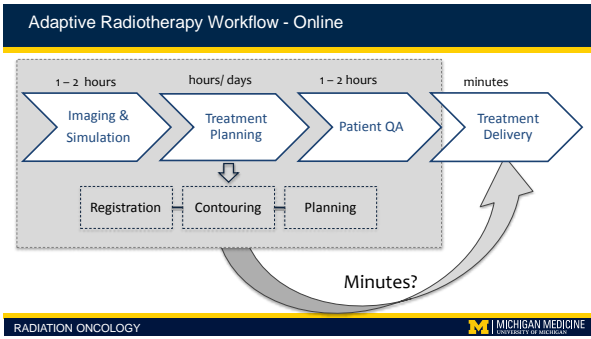 Adaptive Radiotherapy Workflow - Online
1 – 2 hours
hours/ days
1 – 2 hours
minutes
Imaging &
Simulation
Treatment
Planning
Patient QA
Treatment
Delivery
Registration
Contouring
Planning
Minutes?
RADIATION ONCOLOGY
M MICHIGAN MEDICINE
UNIVERSITY OF MICHIGAN